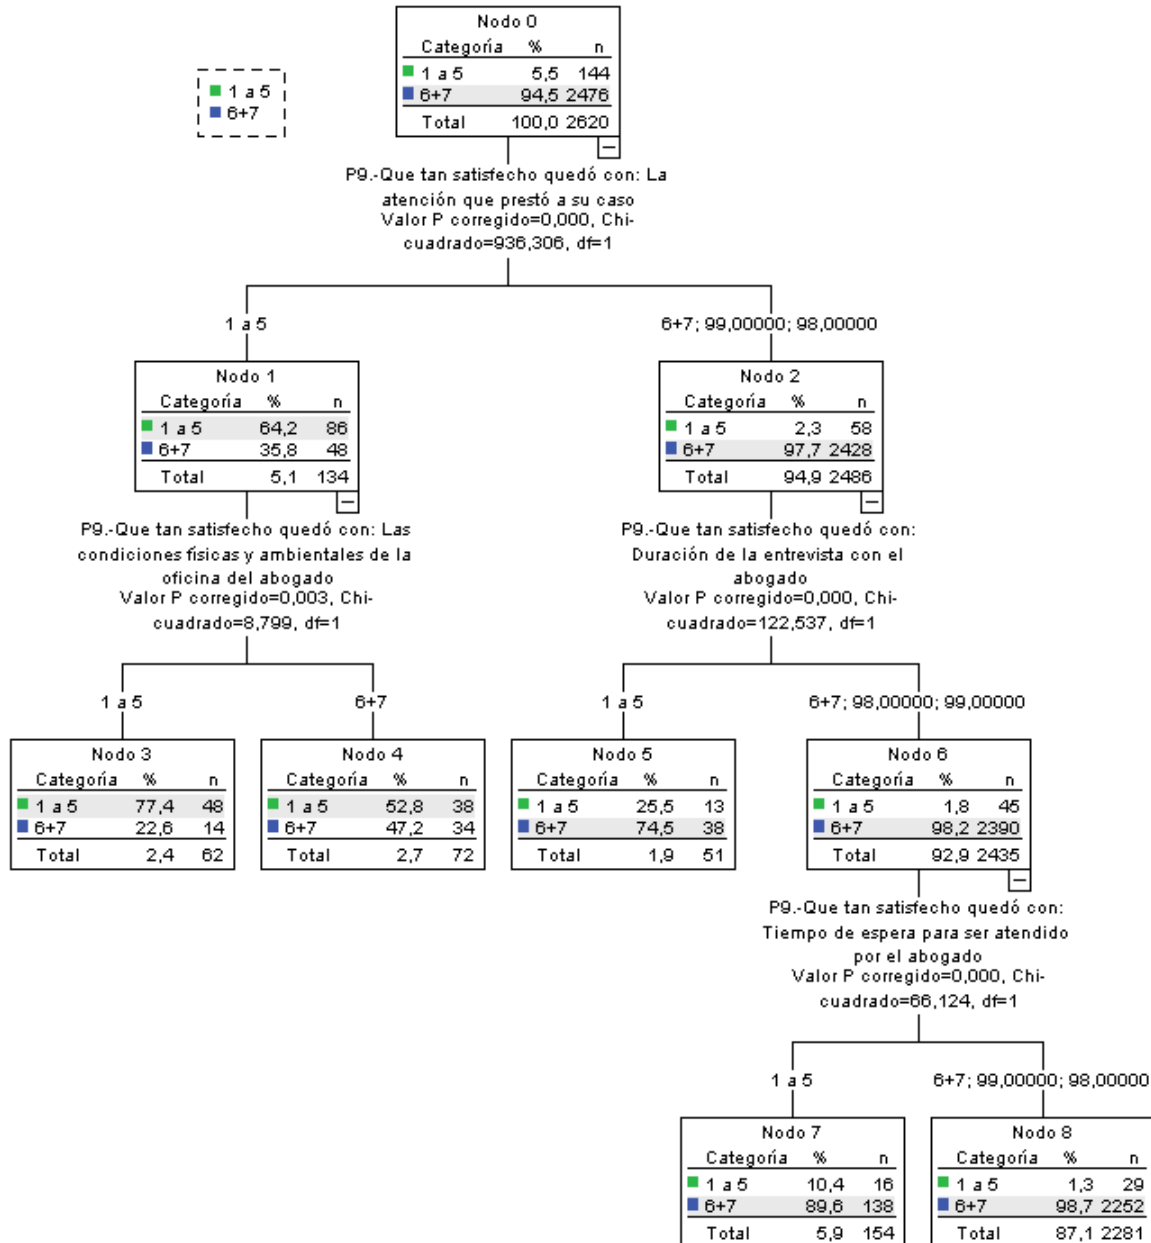 Nodo 0
Categoría % n
1 a 5 5,5 144
6+7 94,5 2476
Total 100,0 2620
1 a 5
6+7
P9.-Que tan satisfecho quedó con: La
atención que prestó a su caso
Valor P corregido=0,000, Chi-
cuadrado=936,306, df=1
1 a 5
6+7; 99,00000; 98,00000
Nodo 1
Categoría % n
1 a 5 64,2 86
6+7 35,8 48
Total 5,1 134
Nodo 2
Categoría % n
1 a 5 2,3 58
6+7 97,7 2428
Total 94,9 2486
P9.-Que tan satisfecho quedó con: Las
condiciones físicas y ambientales de la
oficina del abogado
Valor P corregido=0,003, Chi-
cuadrado=8,799, df=1
P9.-Que tan satisfecho quedó con:
Duración de la entrevista con el
abogado
Valor P corregido=0,000, Chi-
cuadrado=122,537, df=1
1 a 5
6+7
1 a 5
6+7; 98,00000; 99,00000
Nodo 3
Categoría % n
1 a 5 77,4 48
6+7 22,6 14
Total 2,4 62
Nodo 4
Categoría % n
1 a 5 52,8 38
6+7 47,2 34
Total 2,7 72
Nodo 5
Categoría % n
1 a 5 25,5 13
6+7 74,5 38
Total 1,9 51
Nodo 6
Categoría % n
1 a 5 1,8 45
6+7 98,2 2390
Total 92,9 2435
P9.-Que tan satisfecho quedó con:
Tiempo de espera para ser atendido
por el abogado
Valor P corregido=0,000, Chi-
cuadrado=66,124, df=1
1 a 5
6+7; 99,00000; 98,00000
Nodo 7
Categoría % n
1 a 5 10,4 16
6+7 89,6 138
Total 5,9 154
Nodo 8
Categoría % n
1 a 5 1,3 29
6+7 98,7 2252
Total 87,1 2281